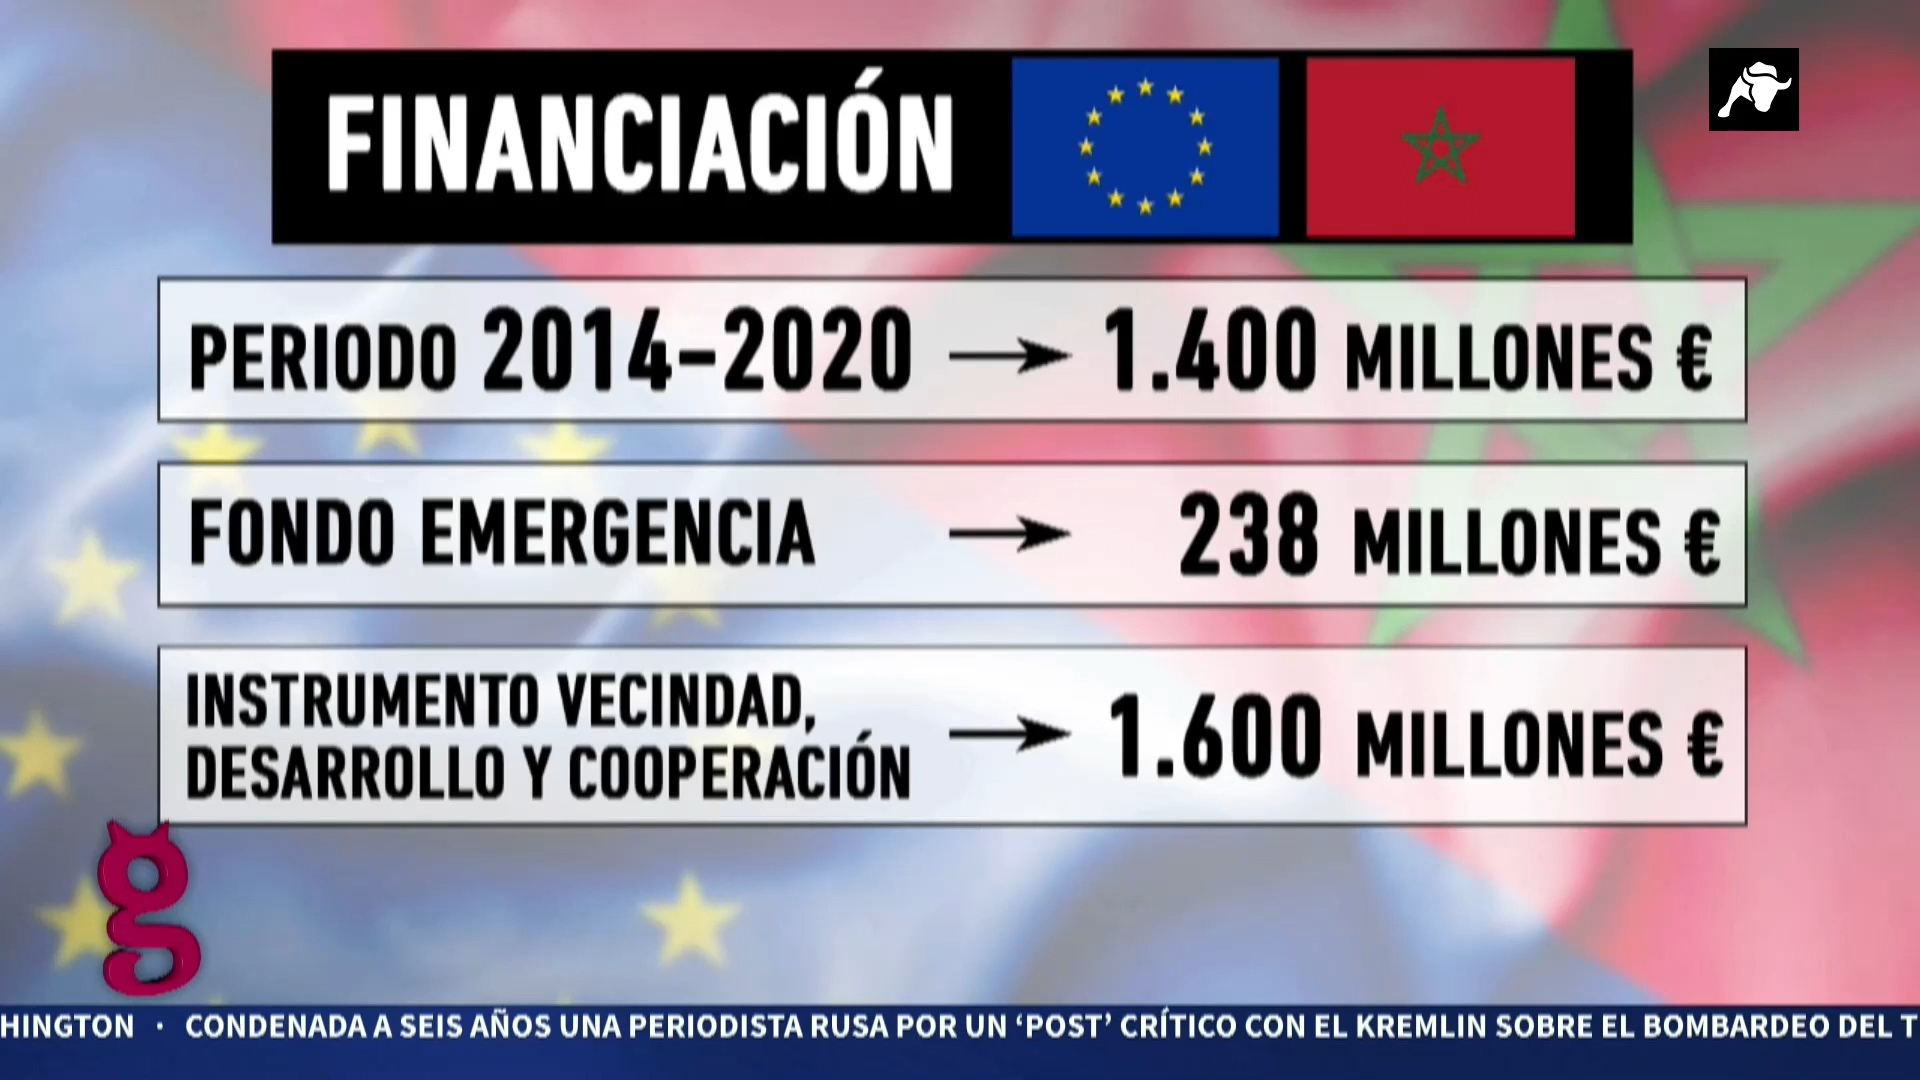 FINANCIACIÓN
PERIODO 2014-2020 → 1.400 MILLONES €
FONDO EMERGENCIA → 238 MILLONES €
INSTRUMENTO VECINDAD,
DESARROLLO Y COOPERACIÓN → 1.600 MILLONES €
g
HINGTON · CONDENADA A SEIS AÑOS UNA PERIODISTA RUSA POR UN ‘POST’ CRÍTICO CON EL KREMLIN SOBRE EL BOMBARDEO DEL T